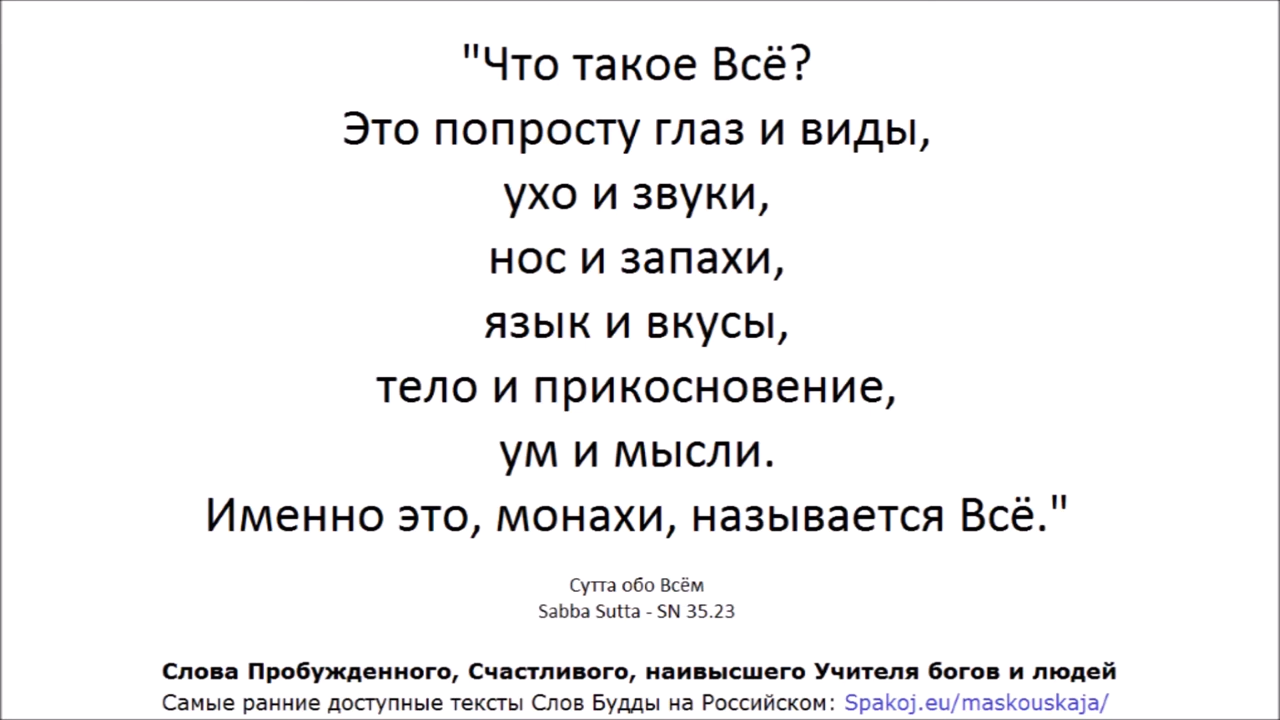 "Что такое Всё?
Это попросту глаз и виды,
ухо и звуки,
нос и запахи,
язык и вкусы,
тело и прикосновение,
ум и мысли.
Именно это, монахи, называется Всё."
Сутта обо Всём
Sabba Sutta - SN 35.23
Слова Пробужденного, Счастливого, наивысшего Учителя богов и людей
Самые ранние доступные тексты Слов Будды на Российском: Spakoj.eu/maskouskaja/